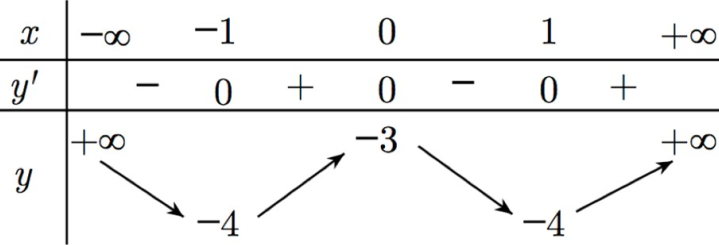 x −∞ −1 0 1 +∞
y′ − 0 + 0 − 0 +
+∞ −3 +∞
y
−4 −4